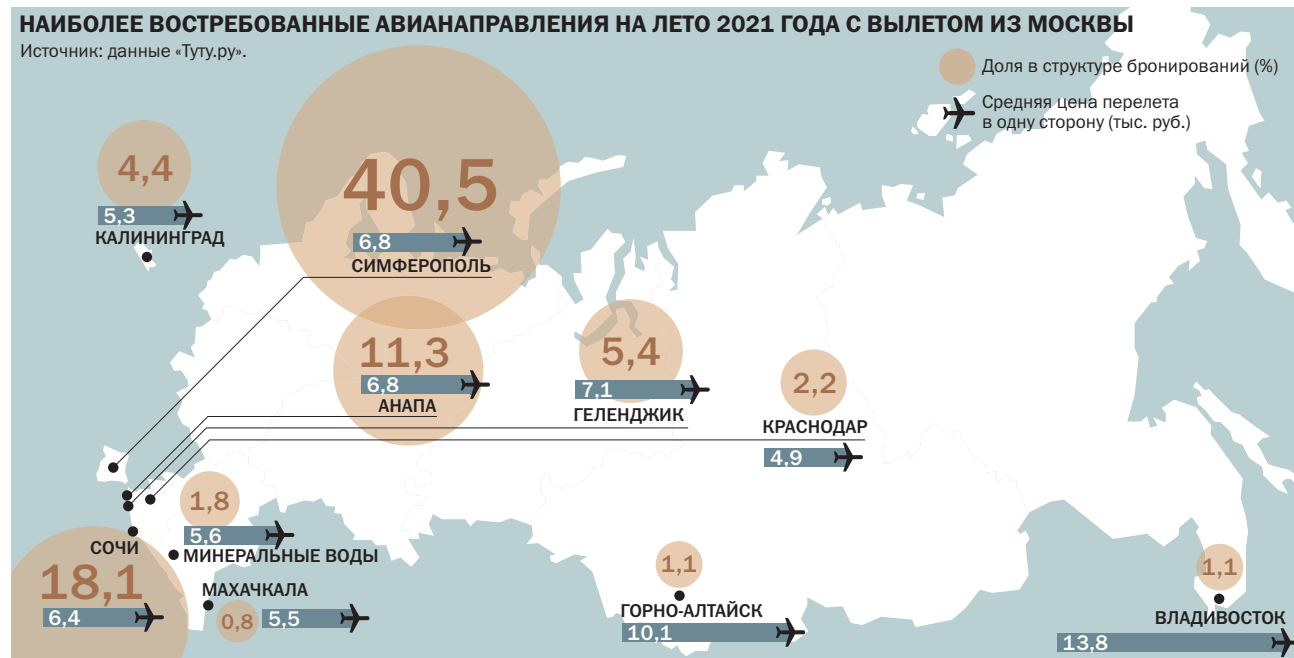 НАИБОЛЕЕ ВОСТРЕБОВАННЫЕ АВИАНАПРАВЛЕНИЯ НА ЛЕТО 2021 ГОДА С ВЫЛЕТОМ ИЗ МОСКВЫ
Источник: данные «Туту.ру».
Доля в структуре бронирований (%)
Средняя цена перелета
в одну сторону (тыс. руб.)
4,4
5,3
КАЛИНИНГРАД
40,5
6,8
СИМФЕРОПОЛЬ
11,3
6,8
АНАПА
5,4
7,1
ГЕЛЕНДЖИК
2,2
КРАСНОДАР
4,9
1,8
5,6
МИНЕРАЛЬНЫЕ ВОДЫ
СОЧИ
18,1
6,4
МАХАЧКАЛА
0,8
5,5
1,1
ГОРНО-АЛТАЙСК
10,1
1,1
ВЛАДИВОСТОК
13,8